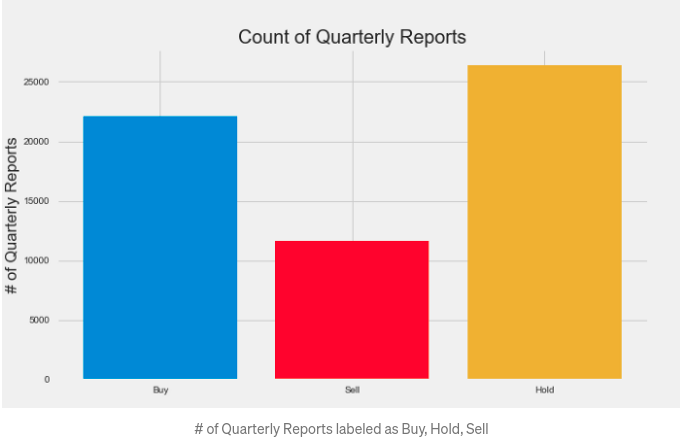 Count of Quarterly Reports
# of Quarterly Reports
25000
20000
15000
10000
5000
0
Buy Sell Hold
# of Quarterly Reports labeled as Buy, Hold, Sell